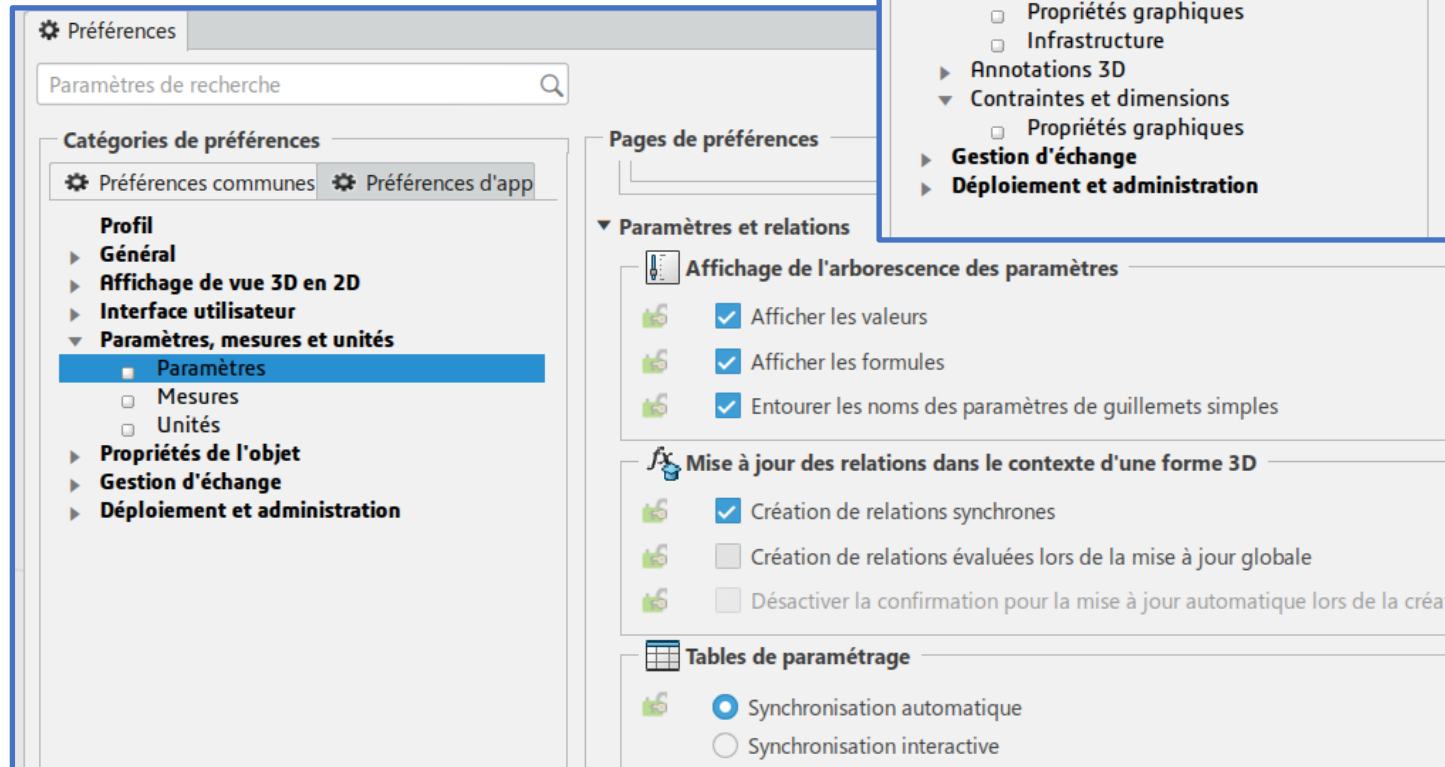 Préférences
Paramètres de recherche
Catégories de préférences
Préférences communes
Préférences d'app
Profil
Général
Affichage de vue 3D en 2D
Interface utilisateur
Paramètres, mesures et unités
Paramètres
Mesures
Unités
Propriétés de l'objet
Gestion d'échange
Déploiement et administration
Pages de préférences
Paramètres et relations
Affichage de l'arborescence des paramètres
Afficher les valeurs
Afficher les formules
Entourer les noms des paramètres de guillemets simples
fx Mise à jour des relations dans le contexte d'une forme 3D
Création de relations synchrones
Création de relations évaluées lors de la mise à jour globale
Désactiver la confirmation pour la mise à jour automatique lors de la créa
Tables de paramétrage
Synchronisation automatique
Synchronisation interactive
Propriétés graphiques
Infrastructure
Annotations 3D
Contraintes et dimensions
Propriétés graphiques
Gestion d'échange
Déploiement et administration